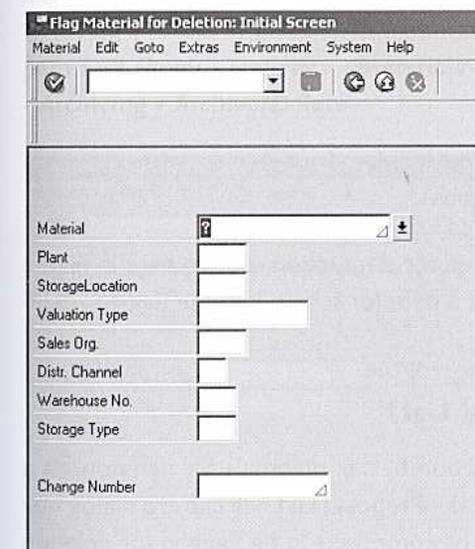 Flag Material for Deletion: Initial Screen
Material Edit Goto Extras Environment System Help
Material ?
Plant
StorageLocation
Valuation Type
Sales Org.
Distr. Channel
Warehouse No.
Storage Type
Change Number